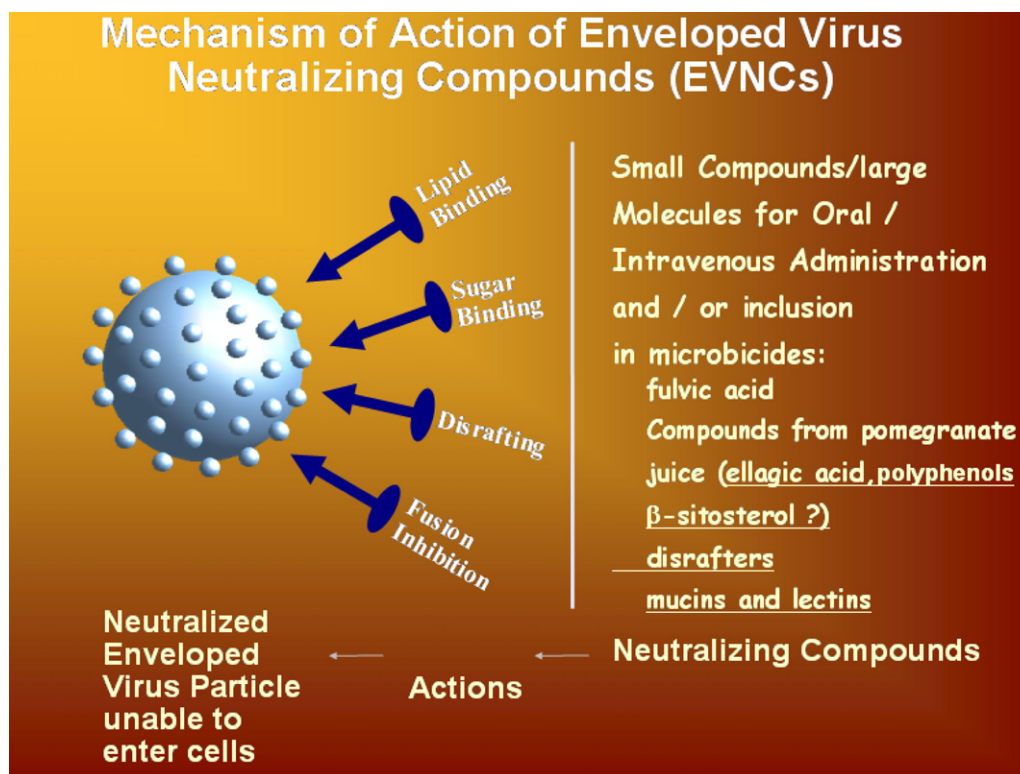 Mechanism of Action of Enveloped Virus
Neutralizing Compounds (EVNCs)
Lipid
Binding
Sugar
Binding
Disrafting
Fusion
Inhibition
Small Compounds/large
Molecules for Oral /
Intravenous Administration
and / or inclusion
in microbicides:
fulvic acid
Compounds from pomegranate
juice (ellagic acid,polyphenols
β-sitosterol ?)
disrafters
mucins and lectins
Neutralized
Enveloped
Virus Particle
unable to
enter cells
Actions
Neutralizing Compounds